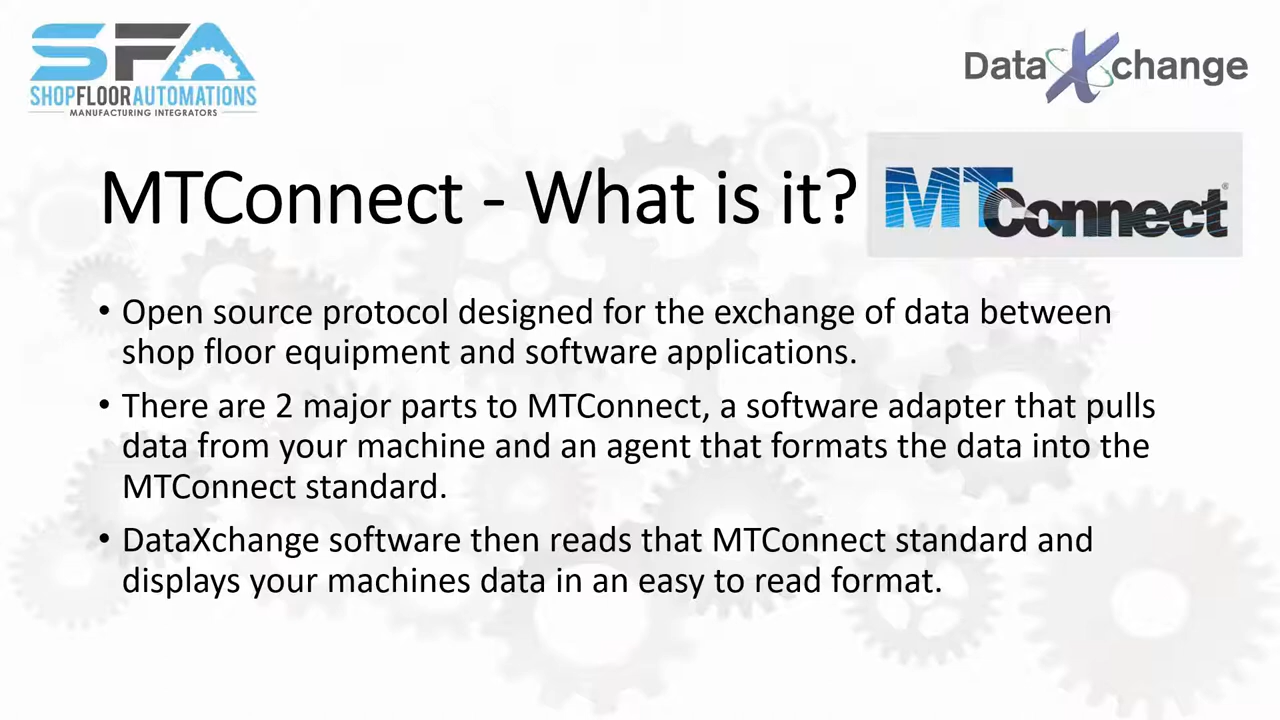 SFA
SHOPFLOORAUTOMATIONS
MANUFACTURING INTEGRATORS
DataXchange
MTConnect - What is it?
MTConnect®
• Open source protocol designed for the exchange of data between
shop floor equipment and software applications.
• There are 2 major parts to MTConnect, a software adapter that pulls
data from your machine and an agent that formats the data into the
MTConnect standard.
• DataXchange software then reads that MTConnect standard and
displays your machines data in an easy to read format.